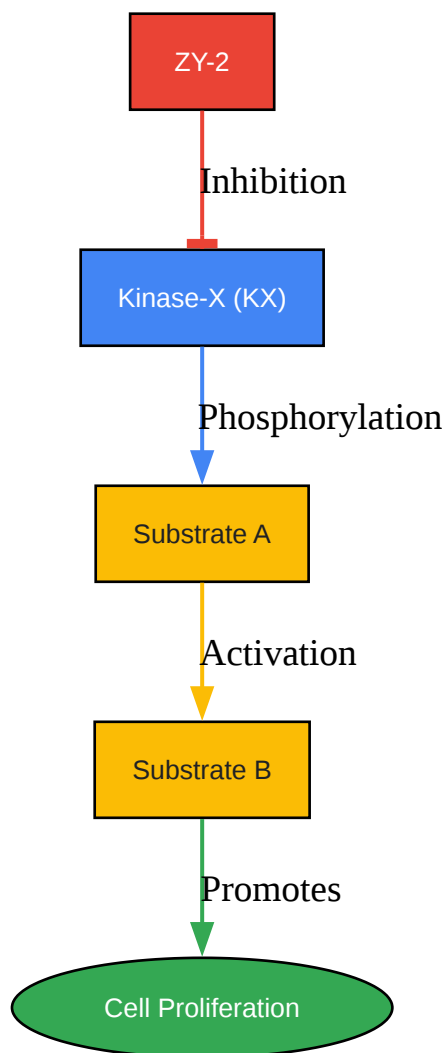 ZY-2
Inhibition
Kinase-X (KX)
Phosphorylation
Substrate A
Activation
Substrate B
Promotes
Cell Proliferation